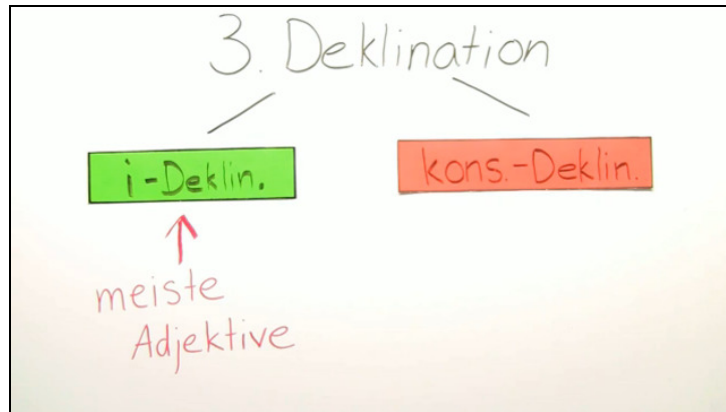 3. Deklination
i-Deklin.
kons.-Deklin.
meiste
Adjektive